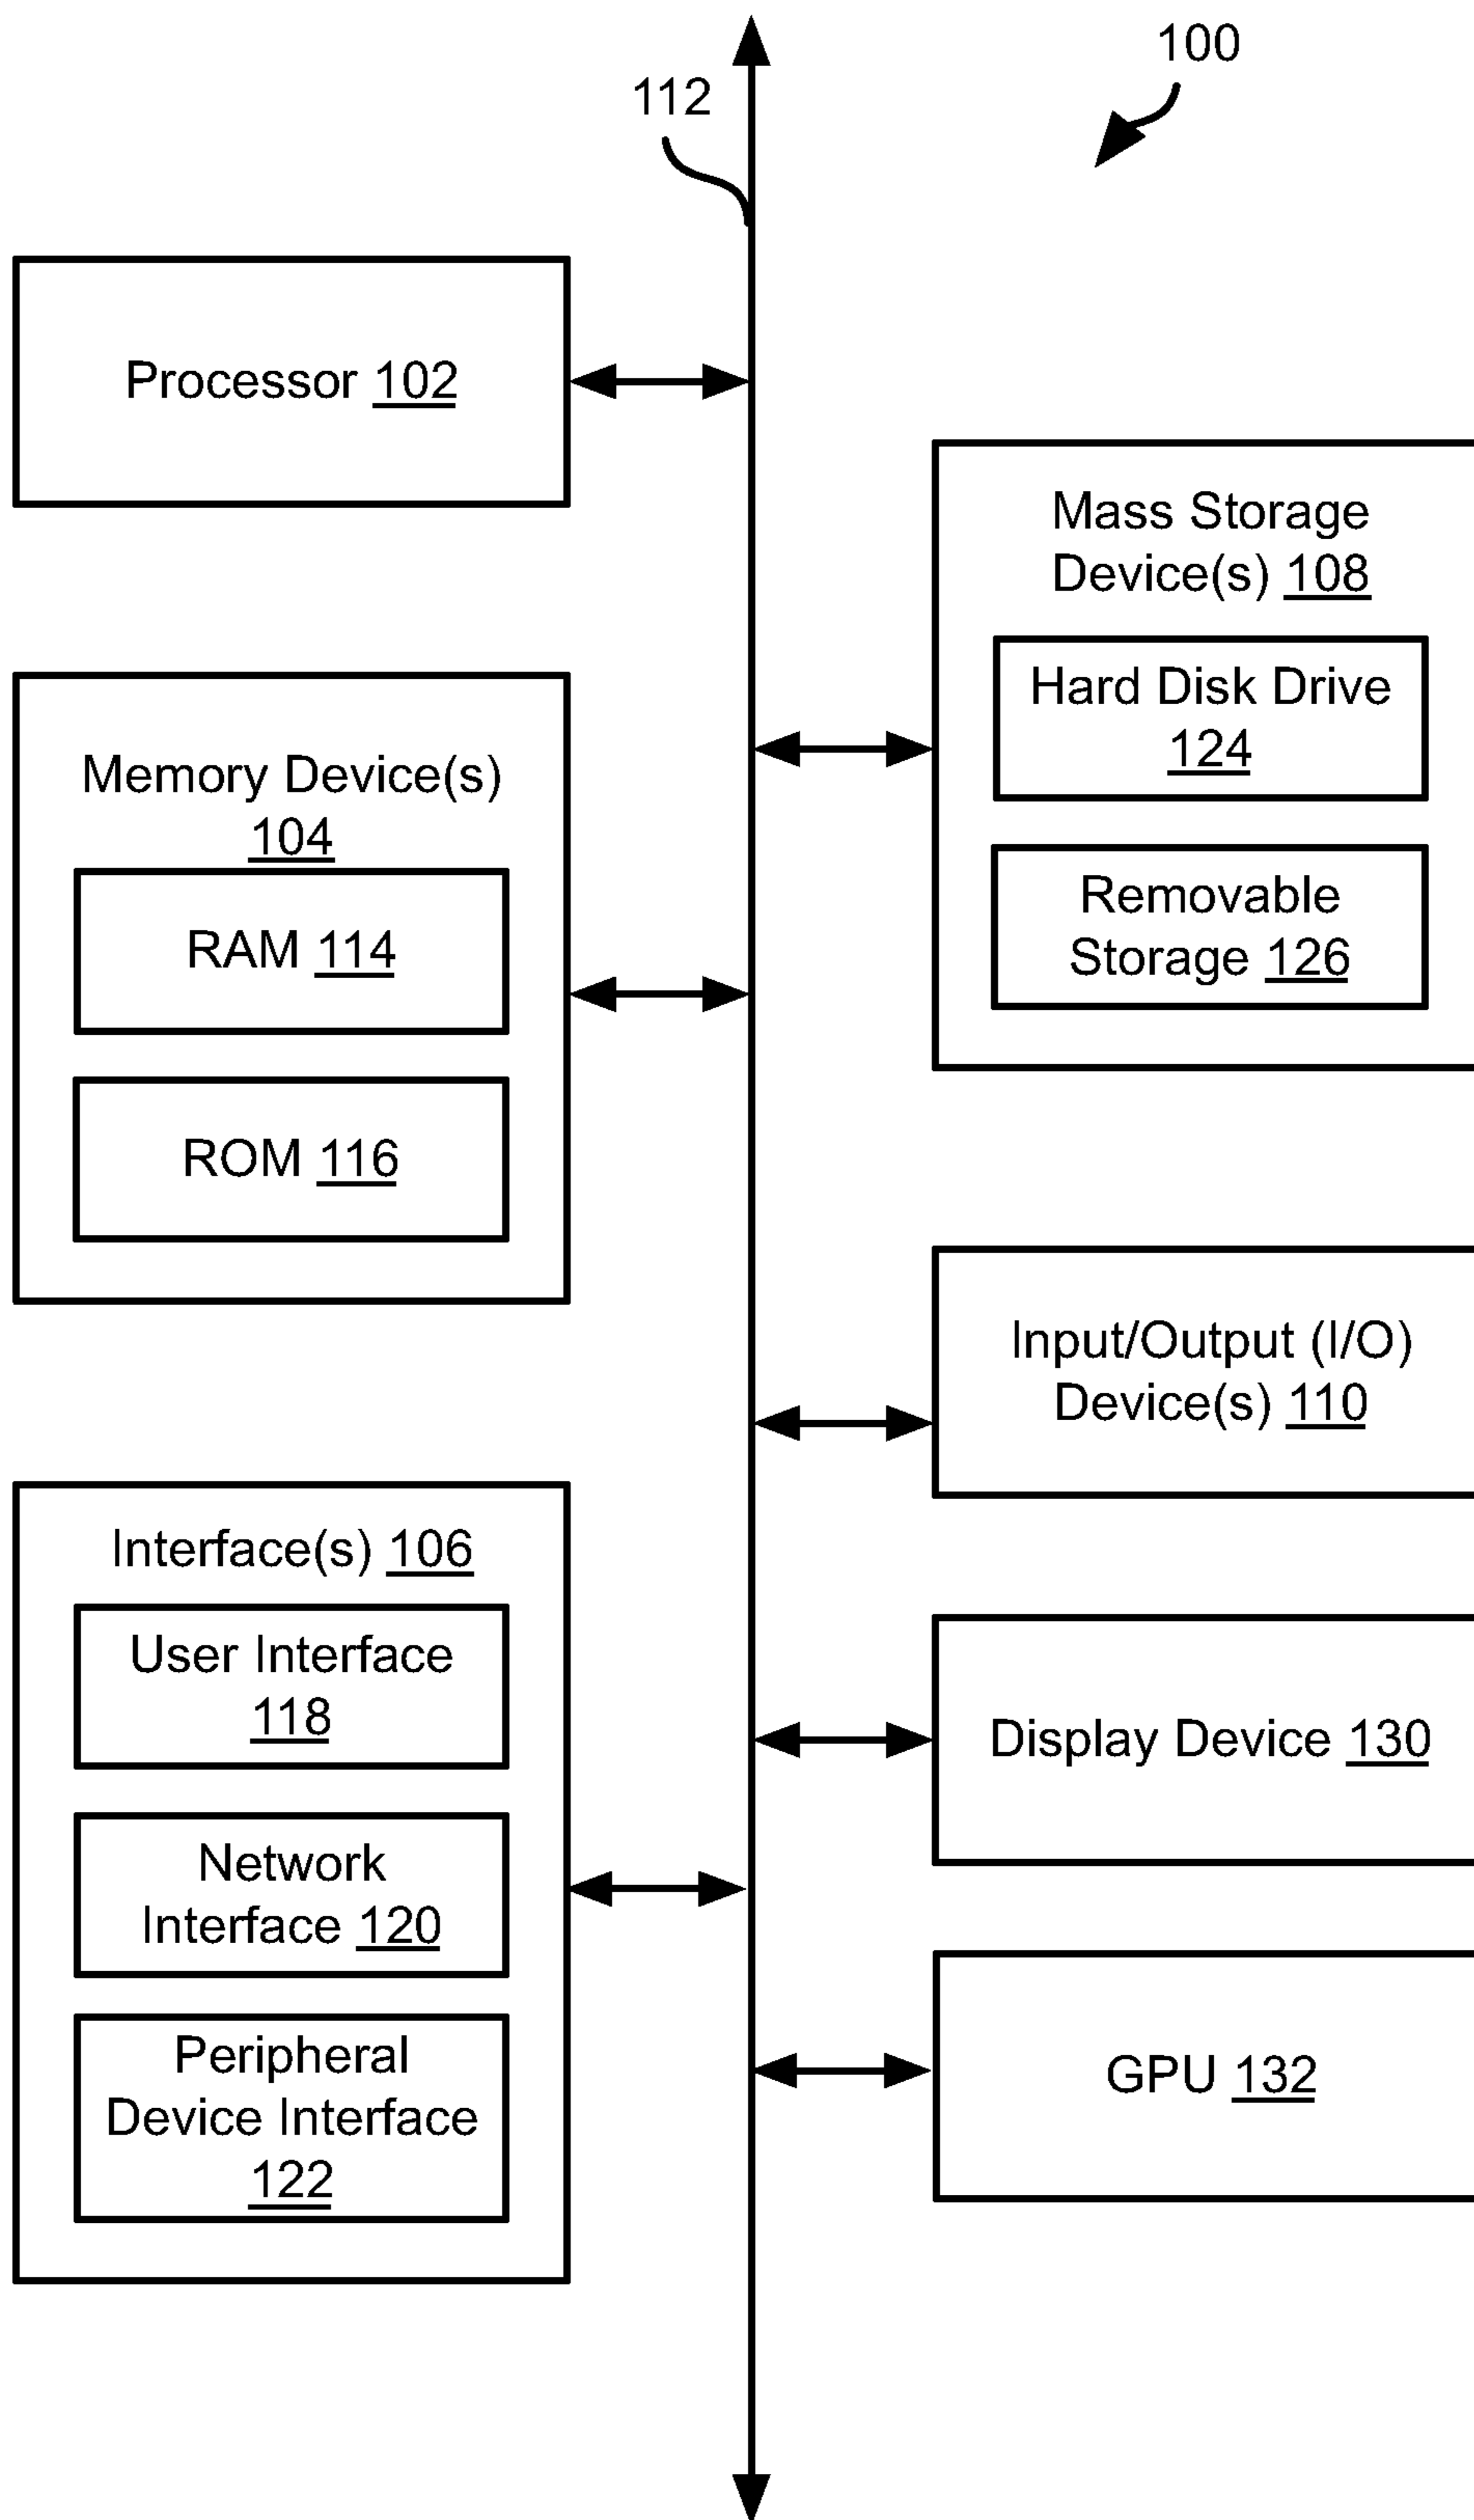 100
112
Processor 102
Mass Storage
Device(s) 108
Hard Disk Drive
124
Removable
Storage 126
Memory Device(s)
104
RAM 114
ROM 116
Input/Output (I/O)
Device(s) 110
Interface(s) 106
User Interface
118
Network
Interface 120
Peripheral
Device Interface
122
Display Device 130
GPU 132